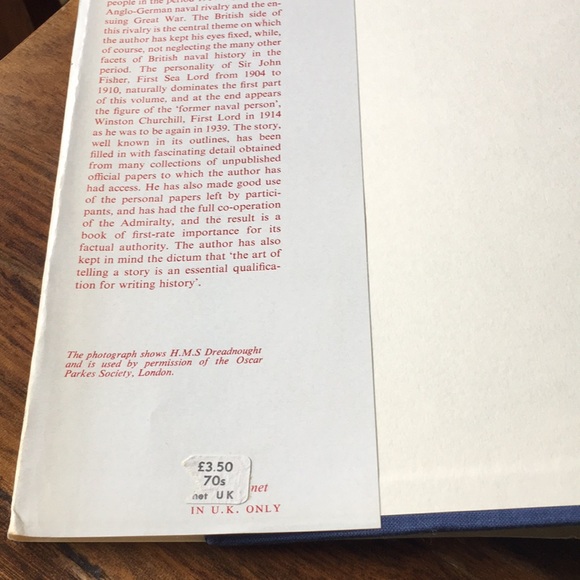 people in the period
Anglo-German naval rivalry and the en-
suing Great War. The British side of
this rivalry is the central theme on which
the author has kept his eyes fixed, while,
of course, not neglecting the many other
facets of British naval history in the
period. The personality of Sir John
Fisher, First Sea Lord from 1904 to
1910, naturally dominates the first part
of this volume, and at the end appears
the figure of the 'former naval person',
Winston Churchill, First Lord in 1914
as he was to be again in 1939. The story,
well known in its outlines, has been
filled in with fascinating detail obtained
from many collections of unpublished
official papers to which the author has
had access. He has also made good use
of the personal papers left by partici-
pants, and has had the full co-operation
of the Admiralty, and the result is a
book of first-rate importance for its
factual authority. The author has also
kept in mind the dictum that 'the art of
telling a story is an essential qualifica-
tion for writing history'.
The photograph shows H.M.S Dreadnought
and is used by permission of the Oscar
Parkes Society, London.
£3.50
70s
net UK
net
IN U.K. ONLY